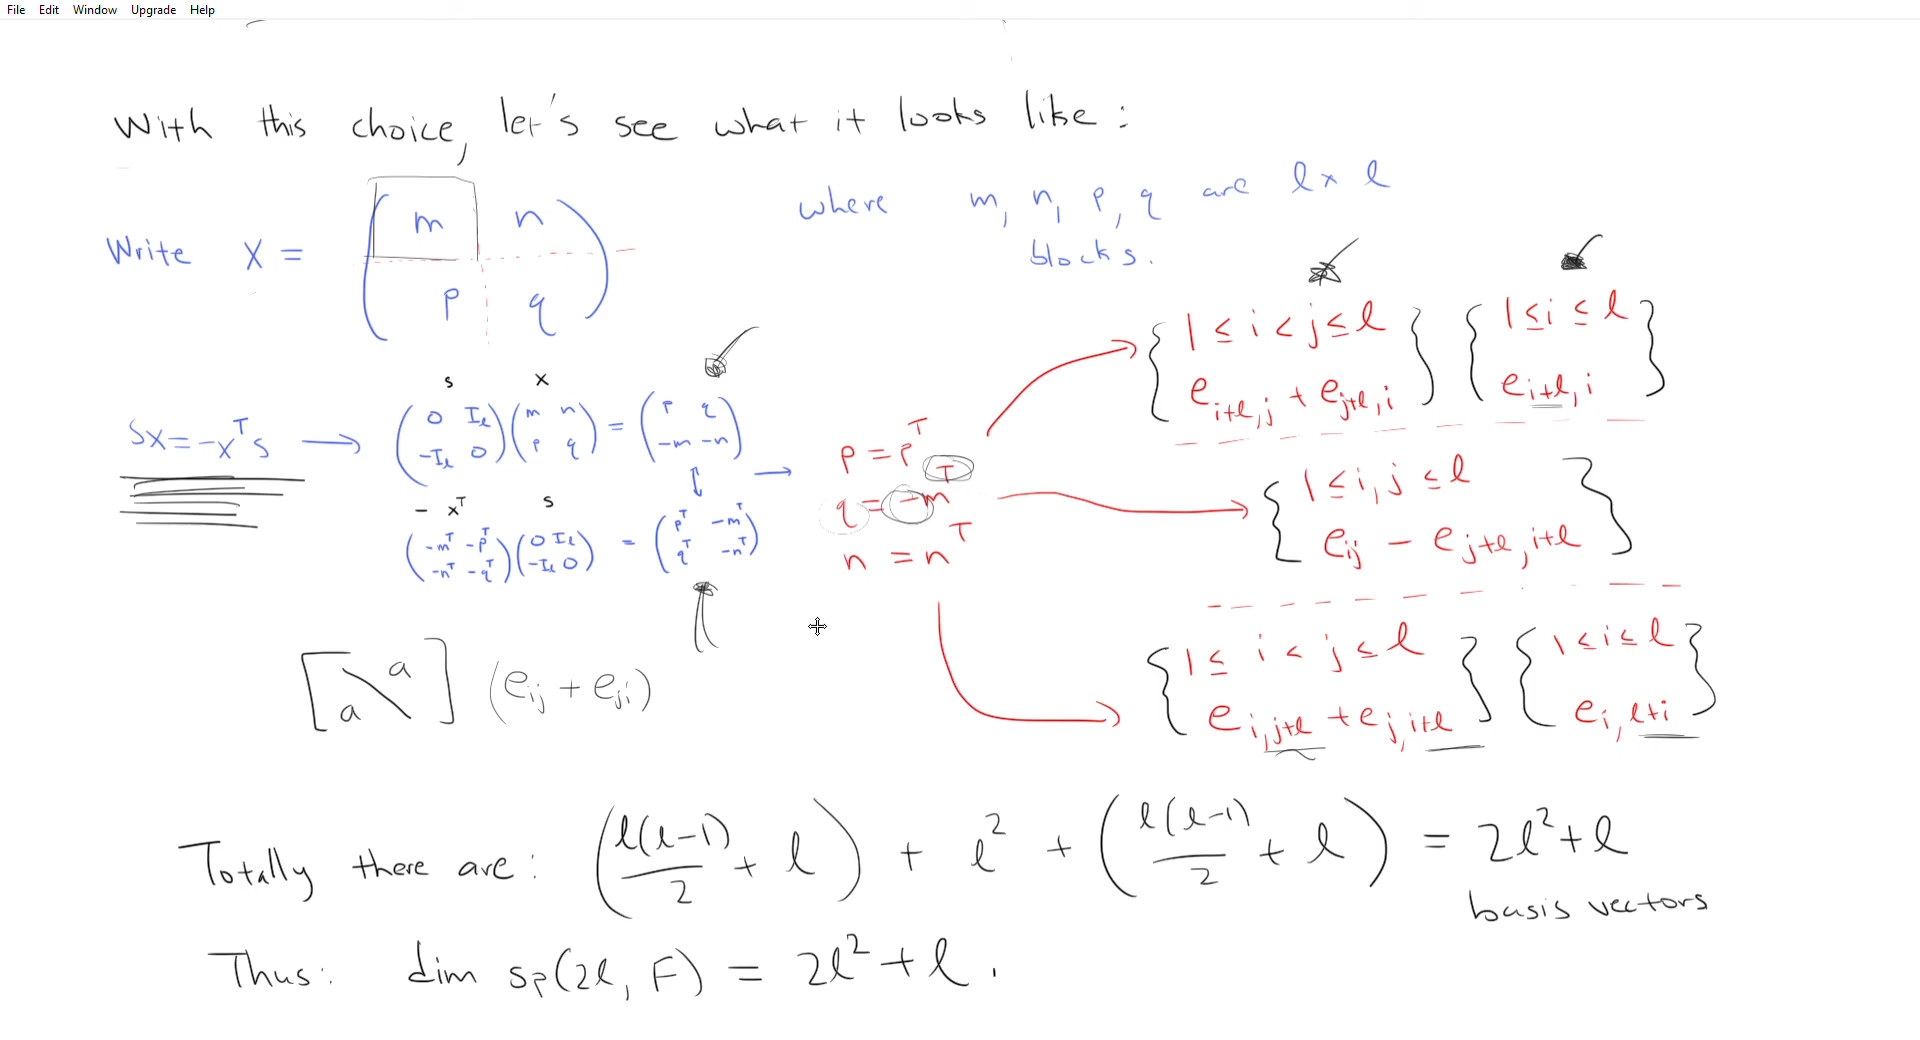 File Edit Window Upgrade Help
With this choice, let's see what it looks like :
Write X = ( m n
p q )
where m, n, p, q are l × l
blocks.
s x
sx = -x^T s → ( 0 I_l
-I_l 0 ) ( m n
p q ) = ( p q
-m -n )
- x^T s
( -m^T -p^T
-n^T -q^T ) ( 0 I_l
-I_l 0 ) = ( p^T -m^T
q^T -n^T )
→
p = p^T
q = -m^T
n = n^T
{ 1 ≤ i < j ≤ l
e_{i+l,j} + e_{j+l,i} } { 1 ≤ i ≤ l
e_{i+l,i} }
{ 1 ≤ i, j ≤ l
e_{ij} - e_{j+l,i+l} }
{ 1 ≤ i < j ≤ l
e_{i,j+l} + e_{j,i+l} } { 1 ≤ i ≤ l
e_{i,l+i} }
[ a
a ] (e_{ij} + e_{ji})
Totally there are : ( l(l-1)/2 + l ) + l^2 + ( l(l-1)/2 + l ) = 2l^2 + l
basis vectors
Thus : dim sp(2l, F) = 2l^2 + l .